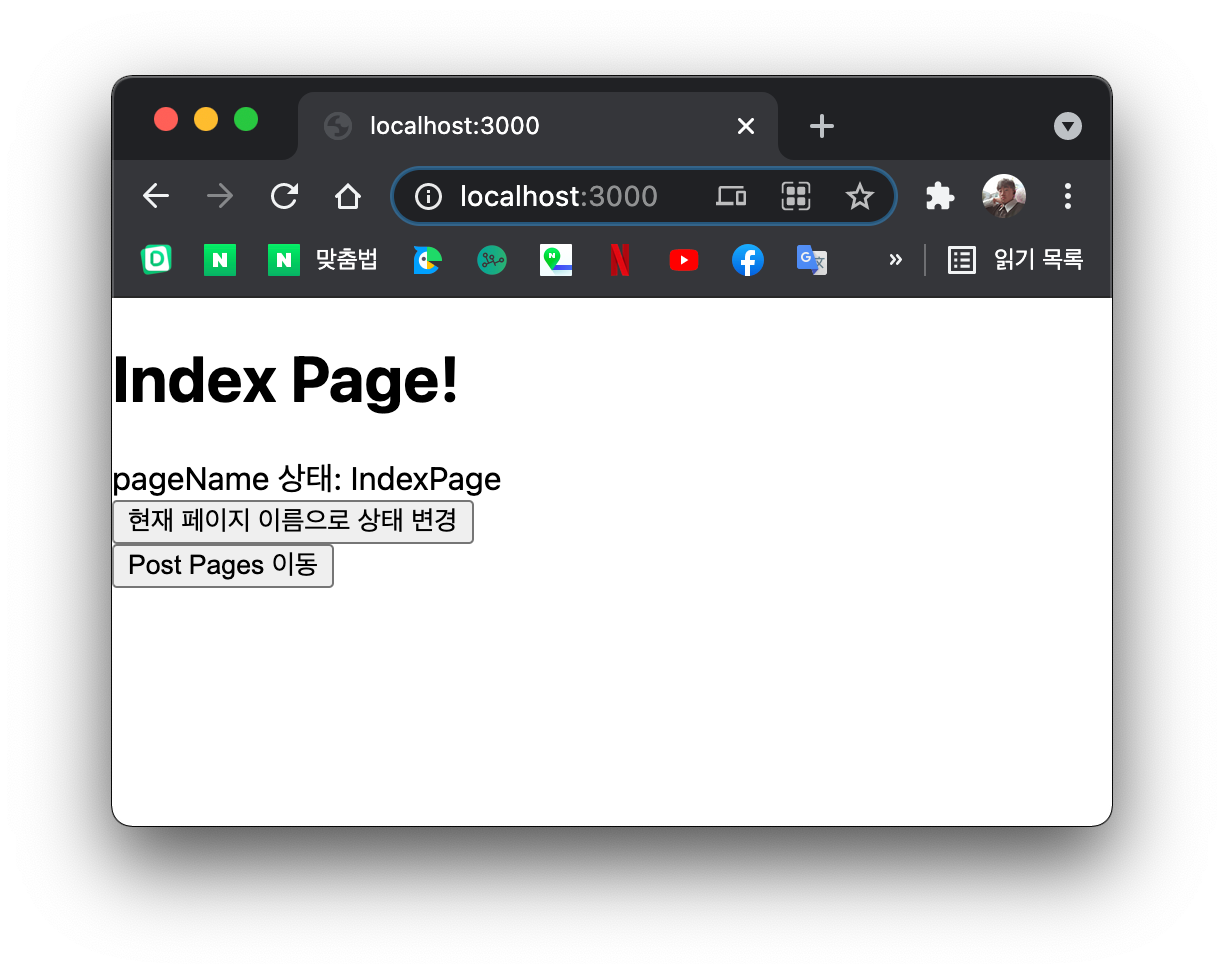 localhost:3000
localhost:3000
D N N 맞춤법 N N G 文 » 읽기 목록
Index Page!
pageName 상태: IndexPage
현재 페이지 이름으로 상태 변경
Post Pages 이동